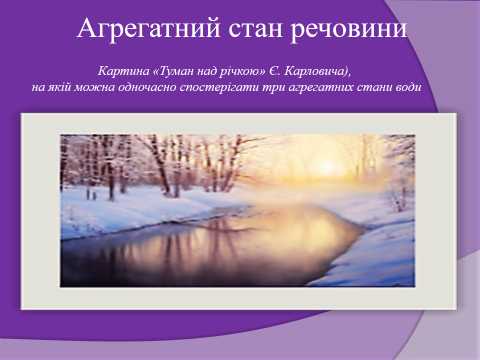 Агрегатний стан речовини
Картина «Туман над річкою» Є. Карловича),
на якій можна одночасно спостерігати три агрегатних стани води